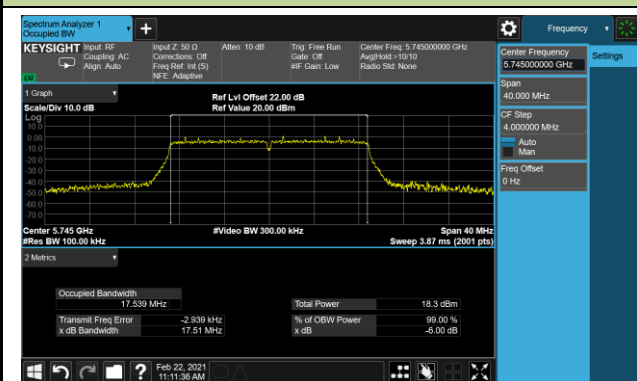 Spectrum Analyzer 1
Occupied BW
Frequency
KEYSIGHT
Input: RF
Coupling: AC
Align: Auto
Input Z: 50 Ω
Corrections: Off
Freq Ref: Int (S)
NFE: Adaptive
Atten: 10 dB
Trig: Free Run
Gate: Off
#IF Gain: Low
Center Freq: 5.745000000 GHz
Avg|Hold:>10/10
Radio Std: None
Center Frequency
5.745000000 GHz
Settings
Span
40.000 MHz
CF Step
4.000000 MHz
Auto
Man
Freq Offset
0 Hz
1 Graph
Scale/Div 10.0 dB
Ref Lvl Offset 22.00 dB
Ref Value 20.00 dBm
Log
10.0
0.00
-10.0
-20.0
-30.0
-40.0
-50.0
-60.0
-70.0
Center 5.745 GHz
#Video BW 300.00 kHz
Span 40 MHz
#Res BW 100.00 kHz
Sweep 3.87 ms (2001 pts)
2 Metrics
Occupied Bandwidth
17.539 MHz
Total Power 18.3 dBm
Transmit Freq Error -2.939 kHz
% of OBW Power 99.00 %
x dB Bandwidth 17.51 MHz
x dB -6.00 dB
?
Feb 22, 2021
11:11:36 AM